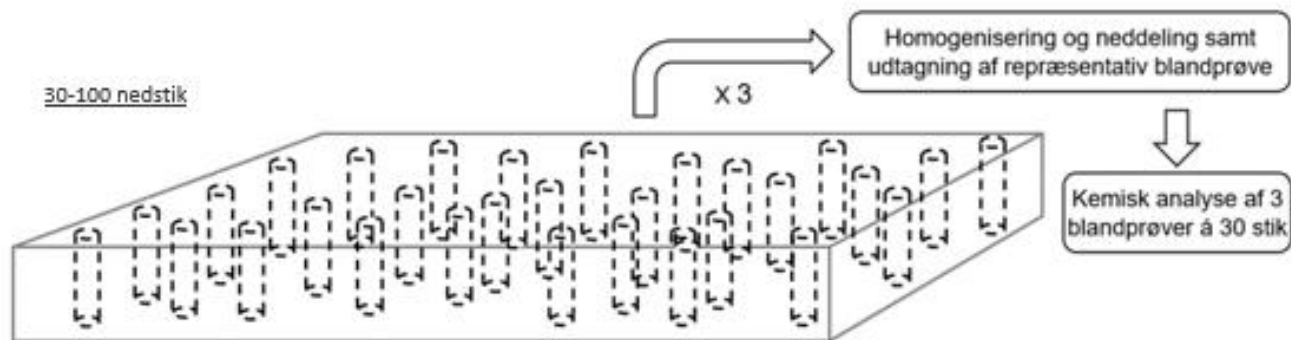 30-100 nedstik
X 3
Homogenisering og neddeling samt
udtagning af repræsentativ blandprøve
Kemisk analyse af 3
blandprøver á 30 stik